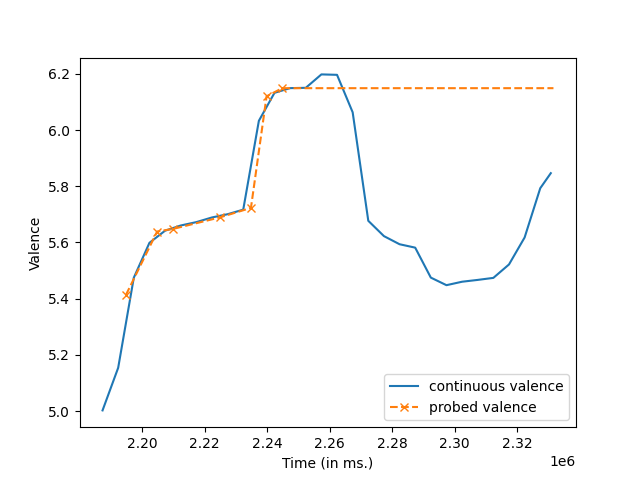 6.2
6.0
5.8
5.6
5.4
5.2
5.0
Valence
continuous valence
probed valence
2.20 2.22 2.24 2.26 2.28 2.30 2.32
Time (in ms.)
1e6